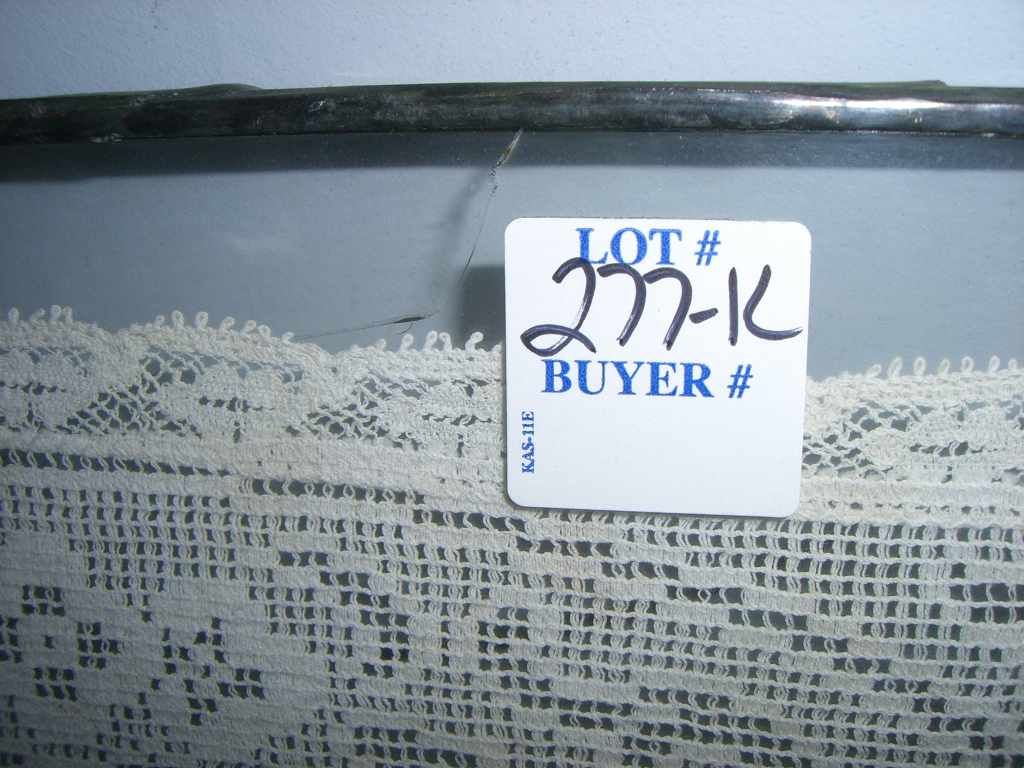 LOT #
277-K
BUYER #
KAS-11E